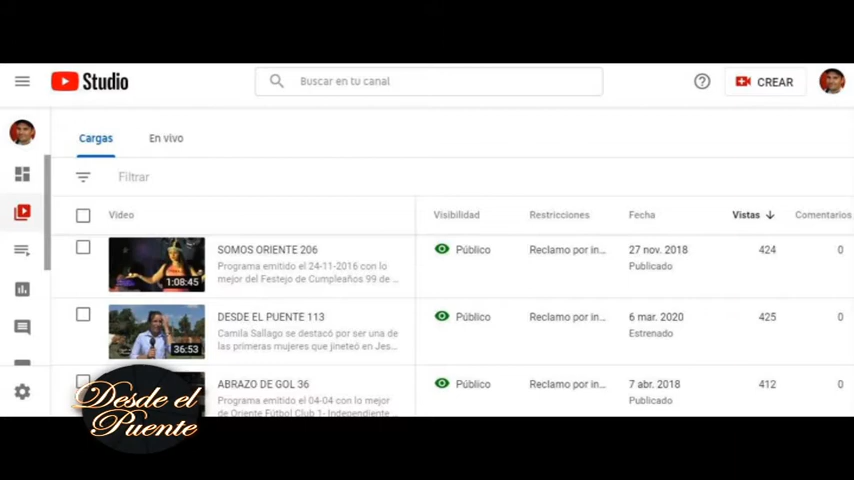 Studio
Buscar en tu canal
CREAR
Cargas
En vivo
Filtrar
Video
Visibilidad
Restricciones
Fecha
Vistas
Comentarios
SOMOS ORIENTE 206
Programa emitido el 24-11-2016 con lo
mejor del Festejo de Cumpleaños 99 de ...
1:08:45
Público
Reclamo por in...
27 nov. 2018
Publicado
424
0
DESDE EL PUENTE 113
Camila Sallago se destacó por ser una de
las primeras mujeres que jineteó en Jes...
36:53
Público
Reclamo por in...
6 mar. 2020
Estrenado
425
0
ABRAZO DE GOL 36
Programa emitido el 04-04 con lo mejor
de Oriente Fútbol Club 1- Independiente ...
Público
Reclamo por in...
7 abr. 2018
Publicado
412
0
Desde el
Puente